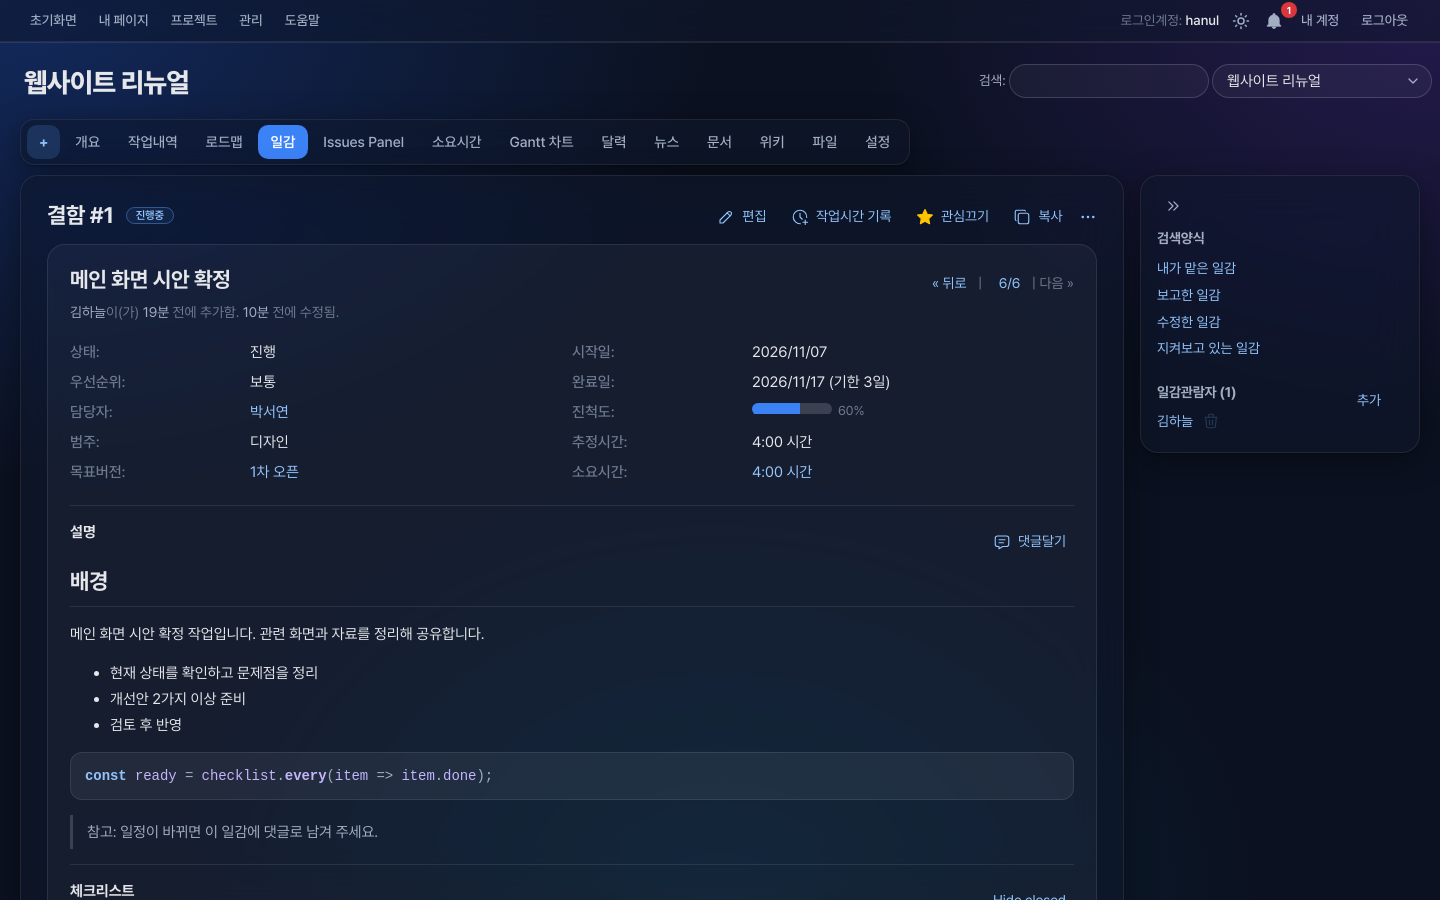 초기화면 내 페이지 프로젝트 관리 도움말 로그인계정: hanul 1 내 계정 로그아웃
웹사이트 리뉴얼 검색: 웹사이트 리뉴얼
+ 개요 작업내역 로드맵 일감 Issues Panel 소요시간 Gantt 차트 달력 뉴스 문서 위키 파일 설정
결함 #1 진행중 편집 작업시간 기록 관심끄기 복사 ...
메인 화면 시안 확정 « 뒤로 | 6/6 | 다음 »
김하늘이(가) 19분 전에 추가함. 10분 전에 수정됨.
상태: 진행 시작일: 2026/11/07
우선순위: 보통 완료일: 2026/11/17 (기한 3일)
담당자: 박서연 진척도: 60%
범주: 디자인 추정시간: 4:00 시간
목표버전: 1차 오픈 소요시간: 4:00 시간
설명 댓글달기
배경
메인 화면 시안 확정 작업입니다. 관련 화면과 자료를 정리해 공유합니다.
• 현재 상태를 확인하고 문제점을 정리
• 개선안 2가지 이상 준비
• 검토 후 반영
const ready = checklist.every(item => item.done);
참고: 일정이 바뀌면 이 일감에 댓글로 남겨 주세요.
체크리스트 Hide closed
»
검색양식
내가 맡은 일감
보고한 일감
수정한 일감
지켜보고 있는 일감
일감관람자 (1) 추가
김하늘